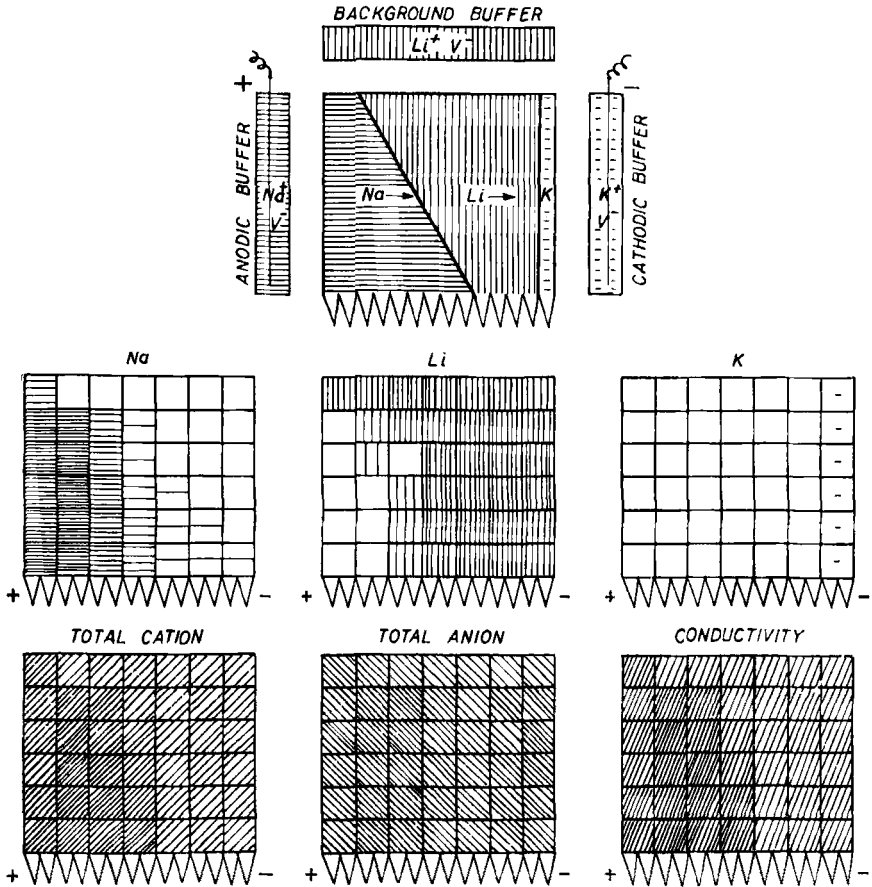 BACKGROUND BUFFER
Li+ V-
+
-
ANODIC BUFFER
Na+
V-
Na→
Li→
K
K+
V-
CATHODIC BUFFER
Na
Li
K
+
-
+
-
+
-
TOTAL CATION
TOTAL ANION
CONDUCTIVITY
+
-
+
-
+
-